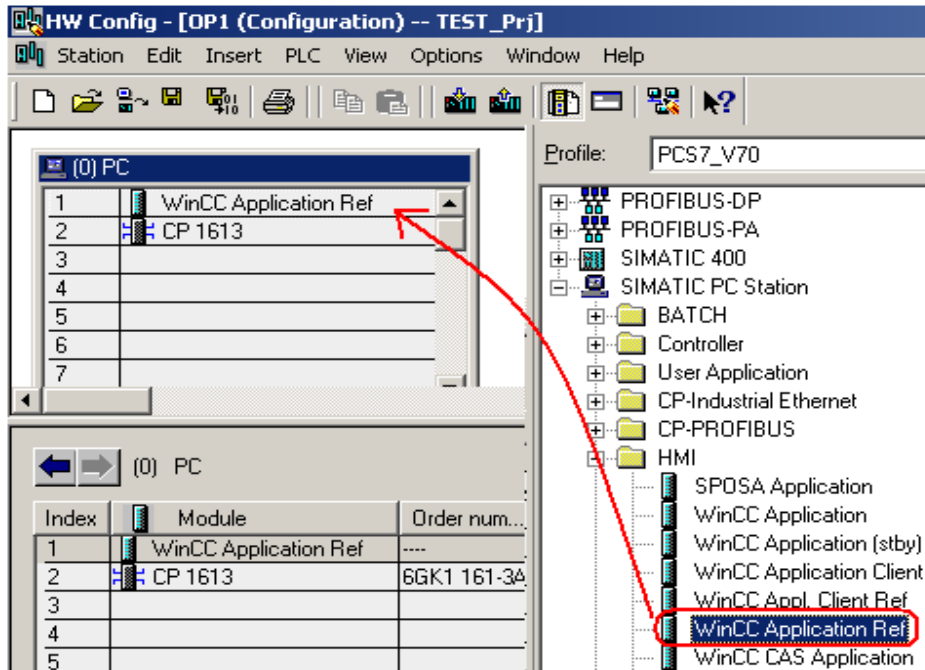 HW Config - [OP1 (Configuration) -- TEST_Prj]
Station Edit Insert PLC View Options Window Help
(0) PC
1 WinCC Application Ref
2 CP 1613
3
4
5
6
7
Profile: PCS7_V70
PROFIBUS-DP
PROFIBUS-PA
SIMATIC 400
SIMATIC PC Station
BATCH
Controller
User Application
CP-Industrial Ethernet
CP-PROFIBUS
HMI
SPOSA Application
WinCC Application
WinCC Application (stby)
WinCC Application Client
WinCC Appl. Client Ref
WinCC Application Ref
WinCC CAS Application
(0) PC
Index Module Order num...
1 WinCC Application Ref ----
2 CP 1613 6GK1 161-3A
3
4
5